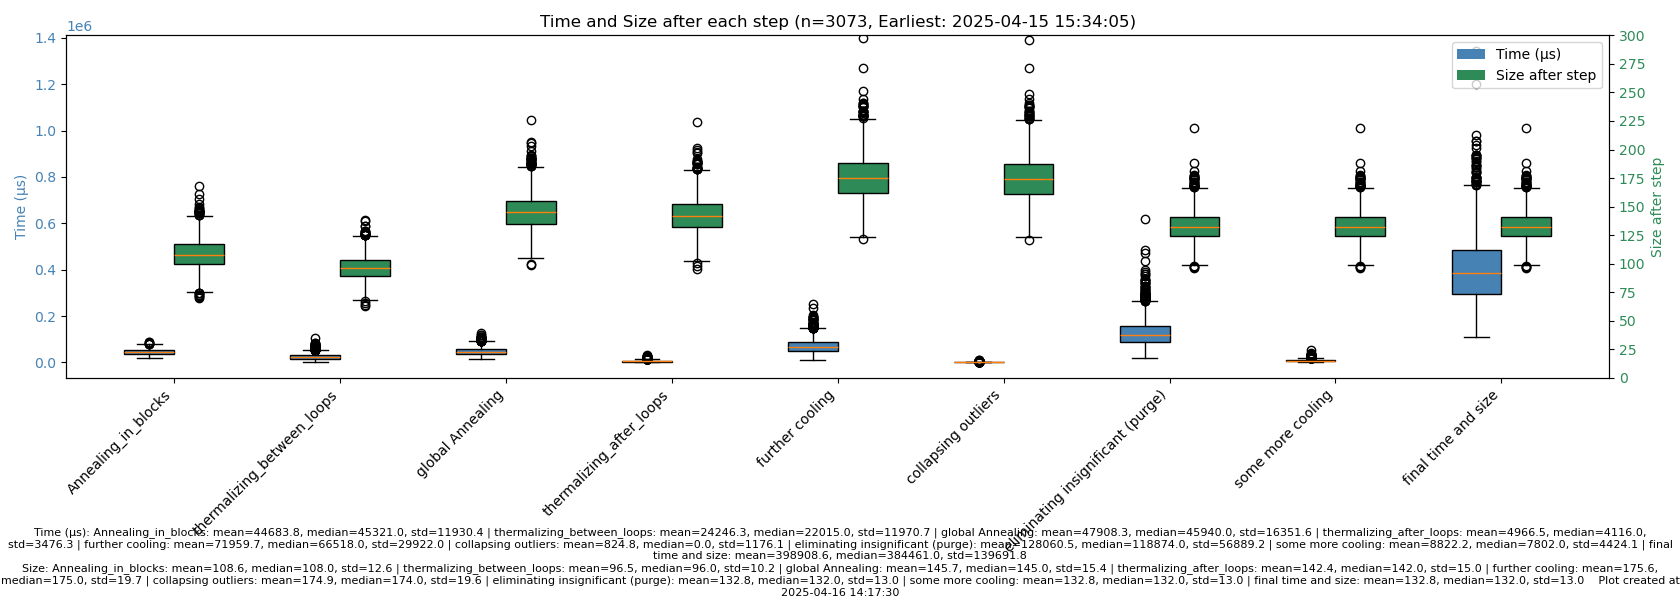 Time and Size after each step (n=3073, Earliest: 2025-04-15 15:34:05)
1e6
1.4
1.2
1.0
0.8
0.6
0.4
0.2
0.0
Time (μs)
300
275
250
225
200
175
150
125
100
75
50
25
0
Size after step
Time (μs)
Size after step
Annealing_in_blocks
thermalizing_between_loops
global Annealing
thermalizing_after_loops
further cooling
collapsing outliers
eliminating insignificant (purge)
some more cooling
final time and size
Time (μs): Annealing_in_blocks: mean=44683.8, median=45321.0, std=11930.4 | thermalizing_between_loops: mean=24246.3, median=22015.0, std=11970.7 | global Annealing: mean=47908.3, median=45940.0, std=16351.6 | thermalizing_after_loops: mean=4966.5, median=4116.0,
std=3476.3 | further cooling: mean=71959.7, median=66518.0, std=29922.0 | collapsing outliers: mean=824.8, median=0.0, std=1176.1 | eliminating insignificant (purge): mean=128060.5, median=118874.0, std=56889.2 | some more cooling: mean=8822.2, median=7802.0, std=4424.1 | final
time and size: mean=398908.6, median=384461.0, std=139691.8
Size: Annealing_in_blocks: mean=108.6, median=108.0, std=12.6 | thermalizing_between_loops: mean=96.5, median=96.0, std=10.2 | global Annealing: mean=145.7, median=145.0, std=15.4 | thermalizing_after_loops: mean=142.4, median=142.0, std=15.0 | further cooling: mean=175.6,
median=175.0, std=19.7 | collapsing outliers: mean=174.9, median=174.0, std=19.6 | eliminating insignificant (purge): mean=132.8, median=132.0, std=13.0 | some more cooling: mean=132.8, median=132.0, std=13.0 | final time and size: mean=132.8, median=132.0, std=13.0    Plot created at
2025-04-16 14:17:30